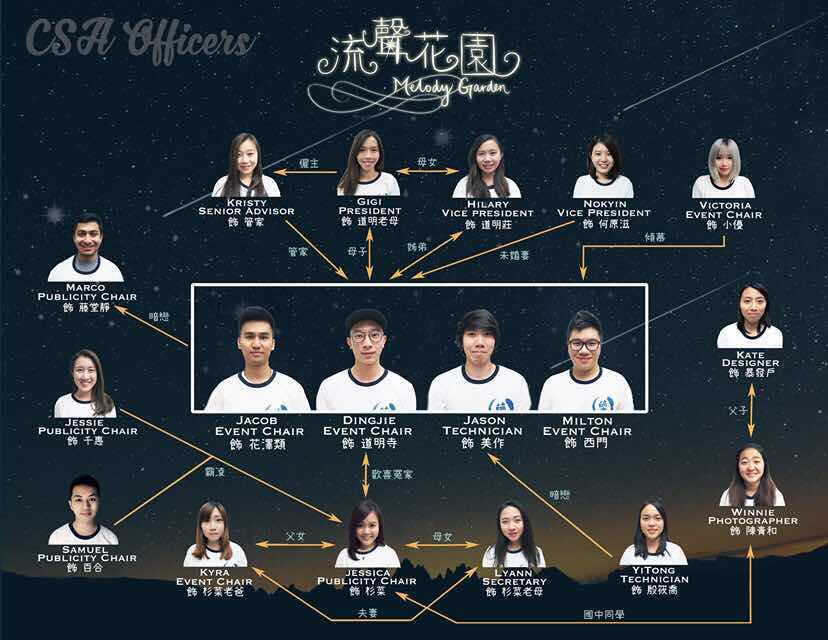 CSA Officers
流聲花園
Melody Garden
僱主
母女
Kristy
Senior Advisor
飾 管家
Gigi
President
飾 道明老母
Hilary
Vice president
飾 道明莊
Nokyin
Vice President
飾 何原滋
Victoria
Event Chair
飾 小優
管家
母子
姊弟
未婚妻
傾慕
Marco
Publicity Chair
飾 藤堂靜
暗戀
Jacob
Event Chair
飾 花澤類
Dingjie
Event Chair
飾 道明寺
Jason
Technician
飾 美作
Milton
Event Chair
飾 西門
Kate
Designer
飾 暴發戶
父子
Jessie
Publicity Chair
飾 千惠
霸凌
歡喜冤家
暗戀
Samuel
Publicity Chair
飾 百合
Winnie
Photographer
飾 陳青和
父女
母女
Kyra
Event Chair
飾 杉菜老爸
Jessica
Publicity Chair
飾 杉菜
Lyann
Secretary
飾 杉菜老母
YiTong
Technician
飾 殷筱喬
夫妻
國中同學